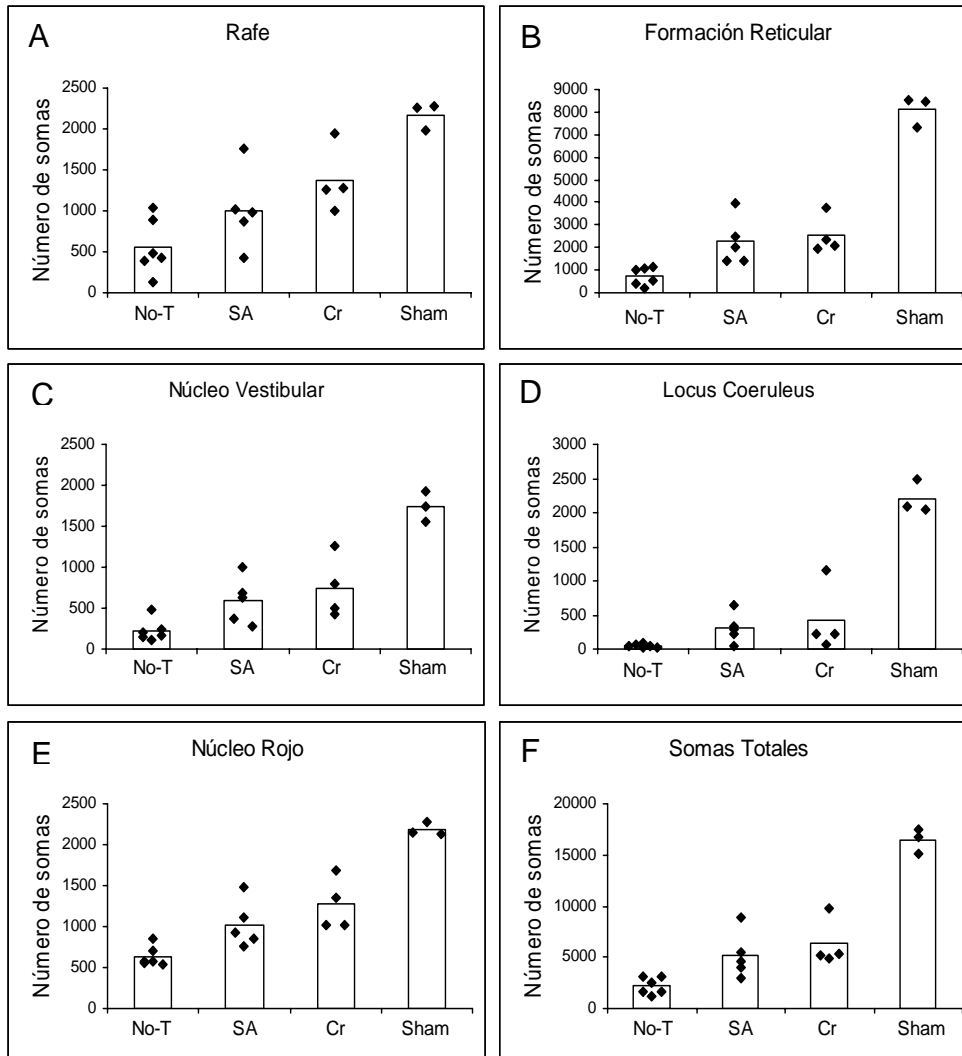 A
Rafe
Número de somas
2500
2000
1500
1000
500
0
No-T SA Cr Sham
B
Formación Reticular
Número de somas
9000
8000
7000
6000
5000
4000
3000
2000
1000
0
No-T SA Cr Sham
C
Núcleo Vestibular
Número de somas
2500
2000
1500
1000
500
0
No-T SA Cr Sham
D
Locus Coeruleus
Número de somas
3000
2500
2000
1500
1000
500
0
No-T SA Cr Sham
E
Núcleo Rojo
Número de somas
2500
2000
1500
1000
500
0
No-T SA Cr Sham
F
Somas Totales
Número de somas
20000
15000
10000
5000
0
No-T SA Cr Sham